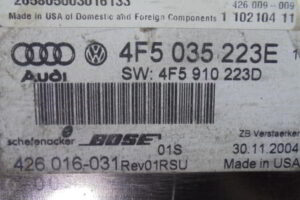 265805003016133
426 009 -009
Made in USA of Domestic and Foreign Components
1 102104 11
4F5 035 223E
Audi
SW: 4F5 910 223D
schefenacker BOSE 01S ZB Verstaerker
30.11.2004
426.016-031 Rev01RSU Made in USA